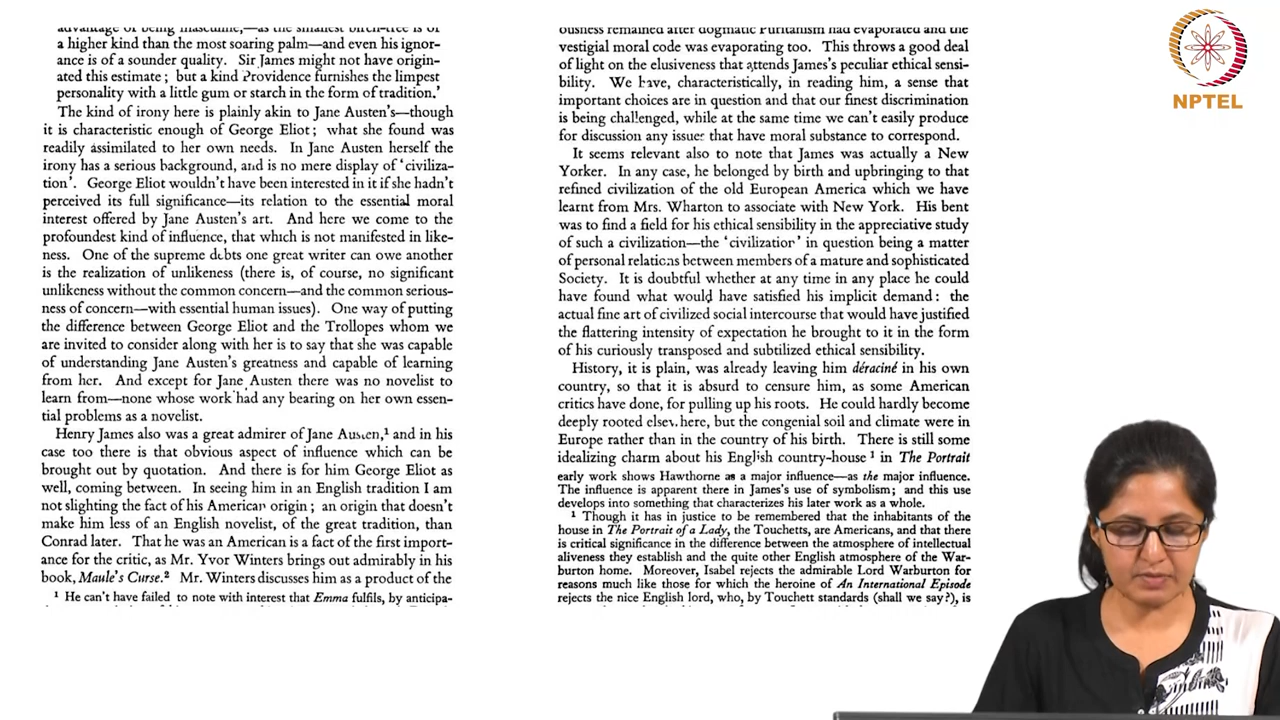 advantage of being masculine,—as the smallest birch-tree is of
a higher kind than the most soaring palm—and even his ignor-
ance is of a sounder quality. Sir James might not have origin-
ated this estimate; but a kind Providence furnishes the limpest
personality with a little gum or starch in the form of tradition.'
The kind of irony here is plainly akin to Jane Austen's—though
it is characteristic enough of George Eliot; what she found was
readily assimilated to her own needs. In Jane Austen herself the
irony has a serious background, and is no mere display of 'civiliza-
tion'. George Eliot wouldn't have been interested in it if she hadn't
perceived its full significance—its relation to the essential moral
interest offered by Jane Austen's art. And here we come to the
profoundest kind of influence, that which is not manifested in like-
ness. One of the supreme debts one great writer can owe another
is the realization of unlikeness (there is, of course, no significant
unlikeness without the common concern—and the common serious-
ness of concern—with essential human issues). One way of putting
the difference between George Eliot and the Trollopes whom we
are invited to consider along with her is to say that she was capable
of understanding Jane Austen's greatness and capable of learning
from her. And except for Jane Austen there was no novelist to
learn from—none whose work had any bearing on her own essen-
tial problems as a novelist.
Henry James also was a great admirer of Jane Austen,¹ and in his
case too there is that obvious aspect of influence which can be
brought out by quotation. And there is for him George Eliot as
well, coming between. In seeing him in an English tradition I am
not slighting the fact of his American origin; an origin that doesn't
make him less of an English novelist, of the great tradition, than
Conrad later. That he was an American is a fact of the first import-
ance for the critic, as Mr. Yvor Winters brings out admirably in his
book, Maule's Curse.² Mr. Winters discusses him as a product of the
¹ He can't have failed to note with interest that Emma fulfils, by anticipa-
ousness remained after dogmatic Puritanism had evaporated and the
vestigial moral code was evaporating too. This throws a good deal
of light on the elusiveness that attends James's peculiar ethical sensi-
bility. We have, characteristically, in reading him, a sense that
important choices are in question and that our finest discrimination
is being challenged, while at the same time we can't easily produce
for discussion any issues that have moral substance to correspond.
It seems relevant also to note that James was actually a New
Yorker. In any case, he belonged by birth and upbringing to that
refined civilization of the old European America which we have
learnt from Mrs. Wharton to associate with New York. His bent
was to find a field for his ethical sensibility in the appreciative study
of such a civilization—the 'civilization' in question being a matter
of personal relations between members of a mature and sophisticated
Society. It is doubtful whether at any time in any place he could
have found what would have satisfied his implicit demand: the
actual fine art of civilized social intercourse that would have justified
the flattering intensity of expectation he brought to it in the form
of his curiously transposed and subtilized ethical sensibility.
History, it is plain, was already leaving him déraciné in his own
country, so that it is absurd to censure him, as some American
critics have done, for pulling up his roots. He could hardly become
deeply rooted elsewhere, but the congenial soil and climate were in
Europe rather than in the country of his birth. There is still some
idealizing charm about his English country-house ¹ in The Portrait
early work shows Hawthorne as a major influence—as the major influence.
The influence is apparent there in James's use of symbolism; and this use
develops into something that characterizes his later work as a whole.
¹ Though it has in justice to be remembered that the inhabitants of the
house in The Portrait of a Lady, the Touchetts, are Americans, and that there
is critical significance in the difference between the atmosphere of intellectual
aliveness they establish and the quite other English atmosphere of the War-
burton home. Moreover, Isabel rejects the admirable Lord Warburton for
reasons much like those for which the heroine of An International Episode
rejects the nice English lord, who, by Touchett standards (shall we say?), is
NPTEL